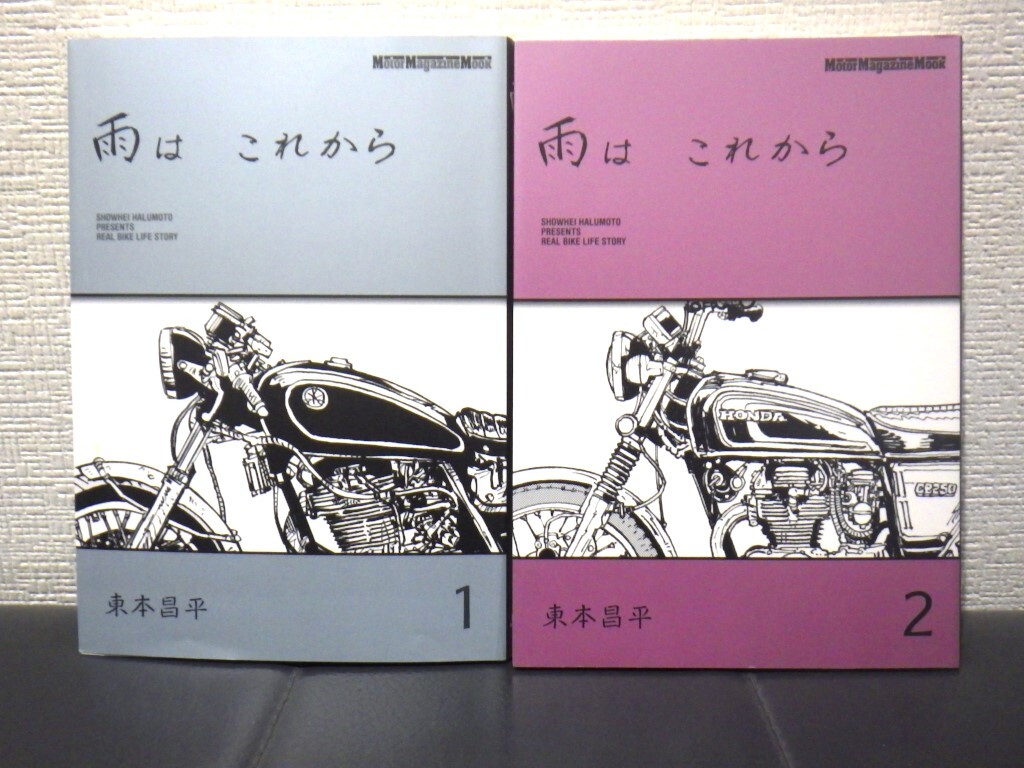 MotorMagazineMook
雨は これから
SHOWHEI HALUMOTO
PRESENTS
REAL BIKE LIFE STORY
東本昌平
1
MotorMagazineMook
雨は これから
SHOWHEI HALUMOTO
PRESENTS
REAL BIKE LIFE STORY
HONDA
東本昌平
2